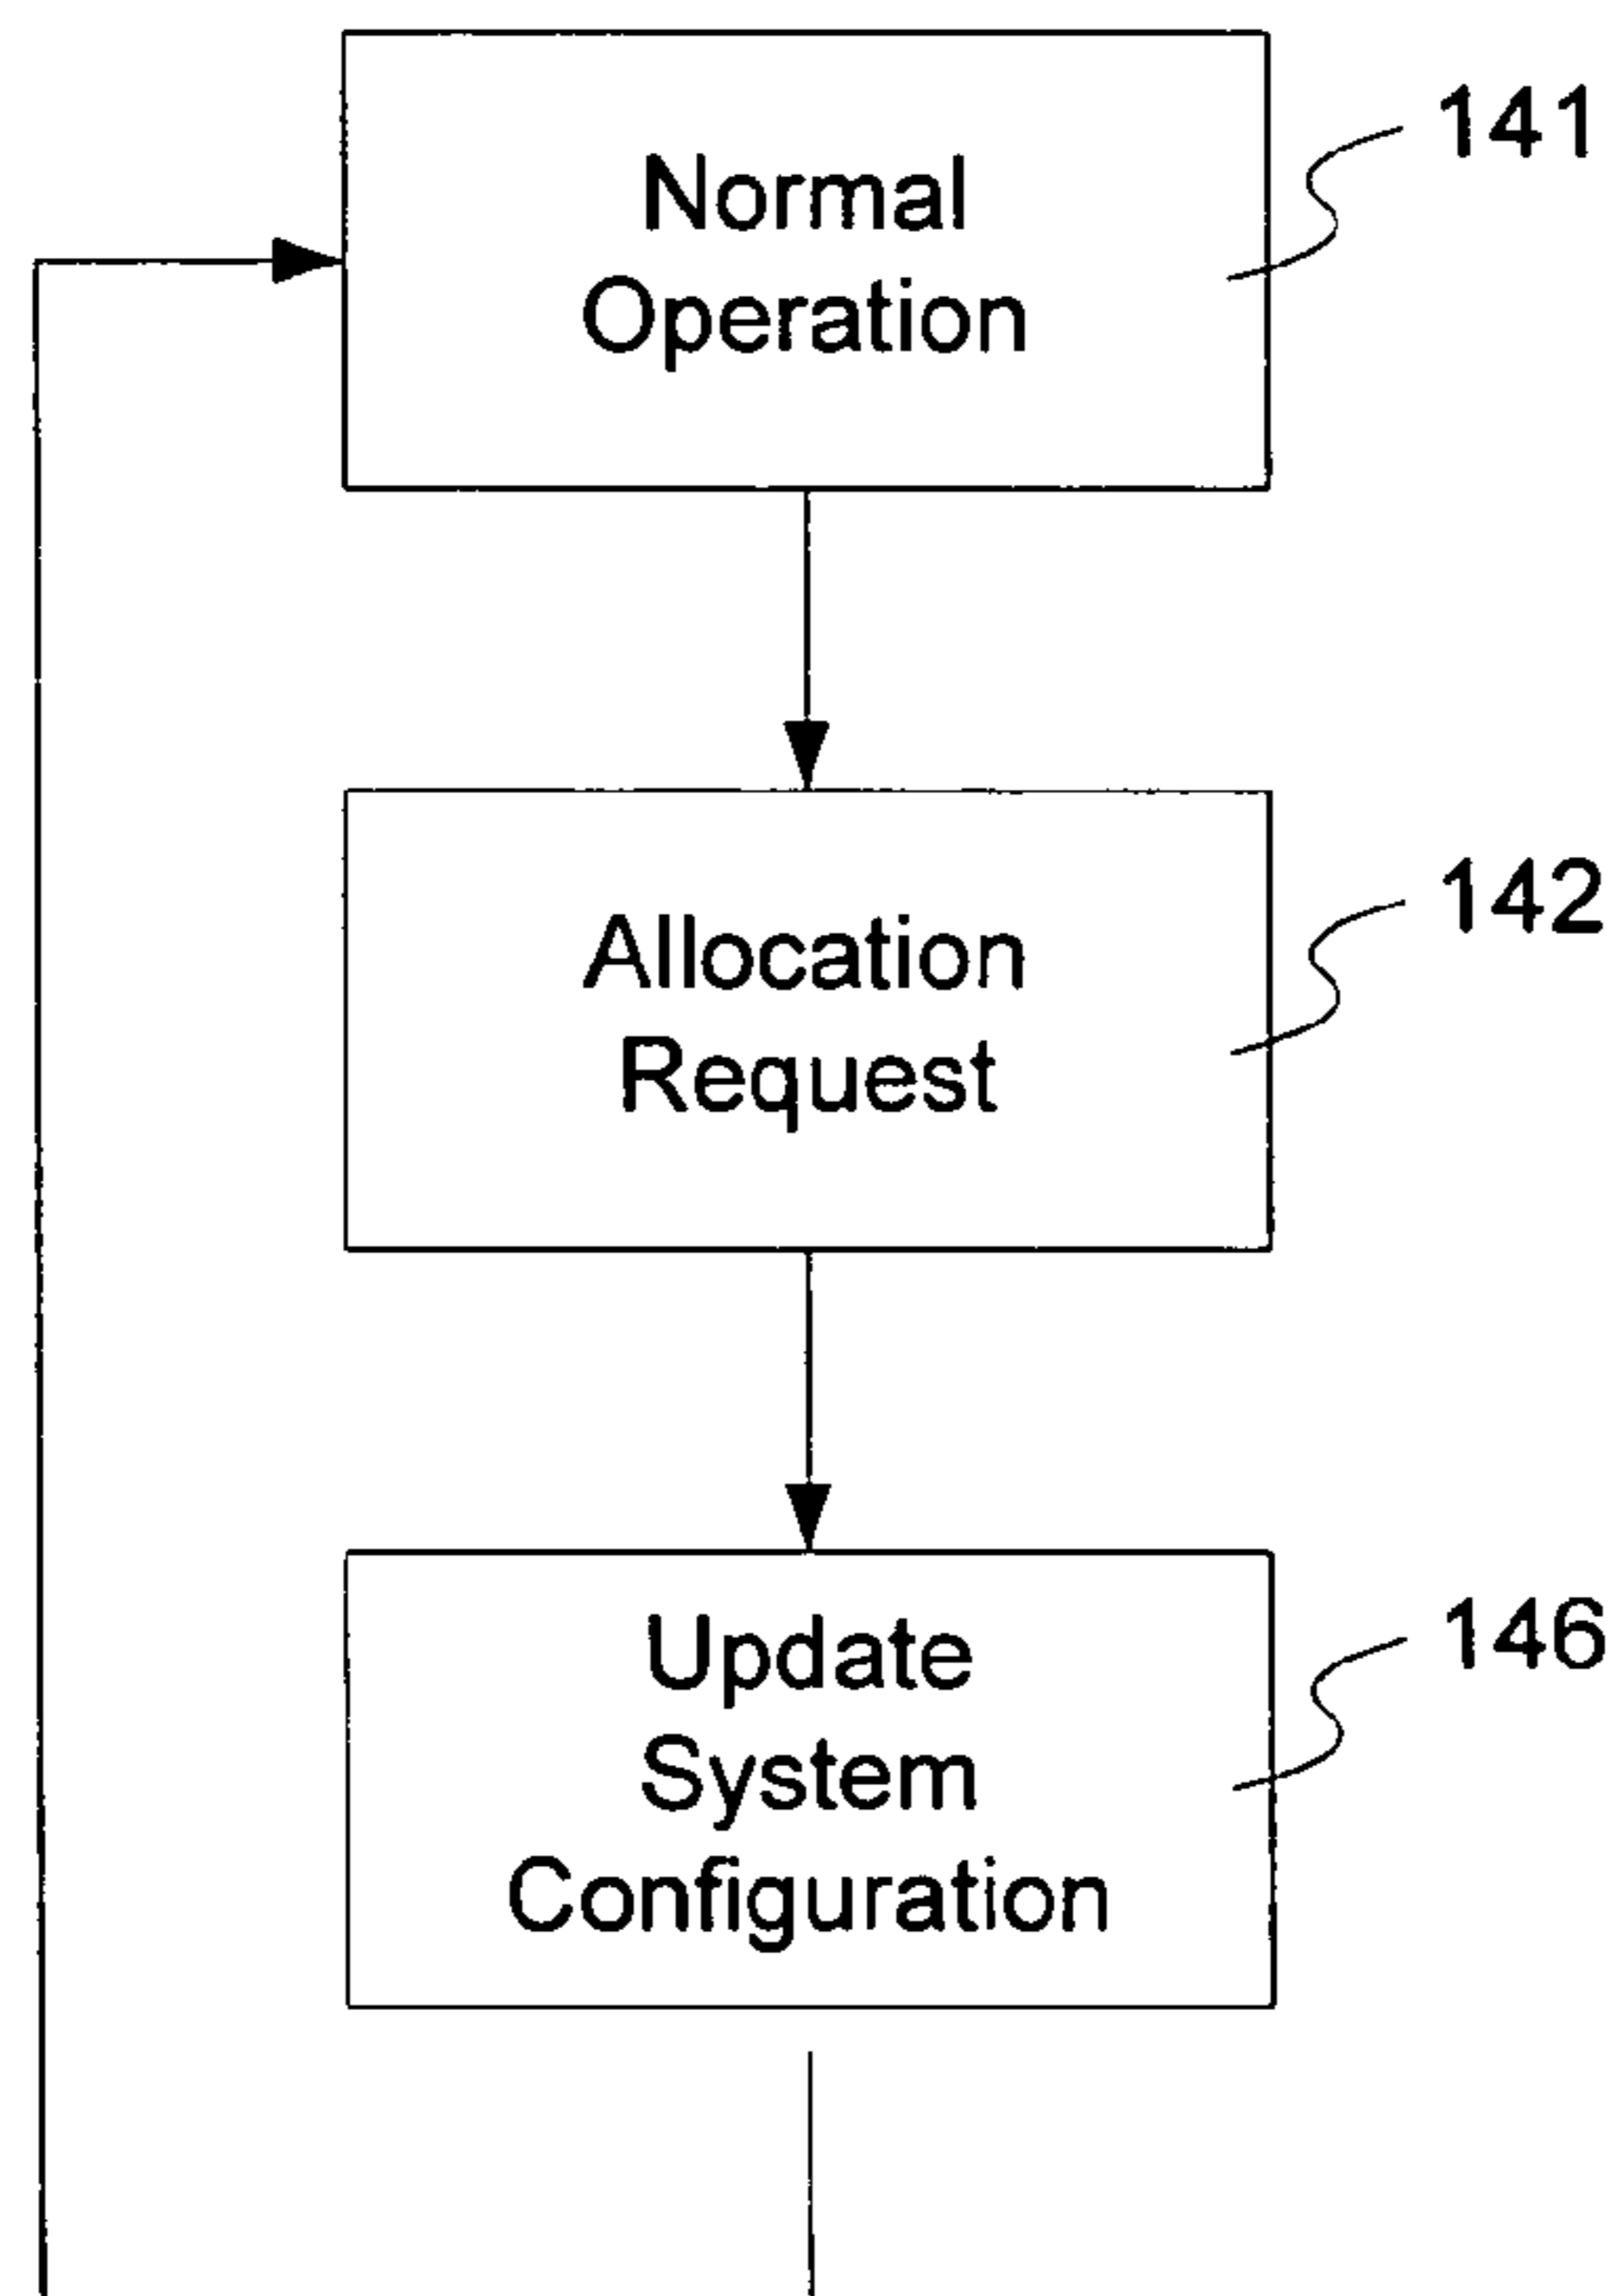 Normal
Operation
141
Allocation
Request
142
Update
System
Configuration
146